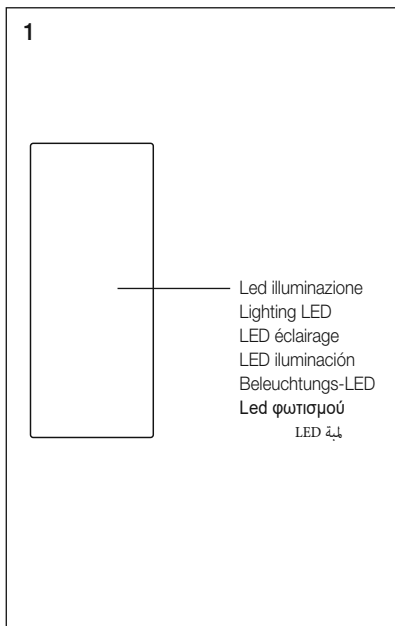 1
Led illuminazione
Lighting LED
LED éclairage
LED iluminación
Beleuchtungs-LED
Led φωτισμού
لمبة LED